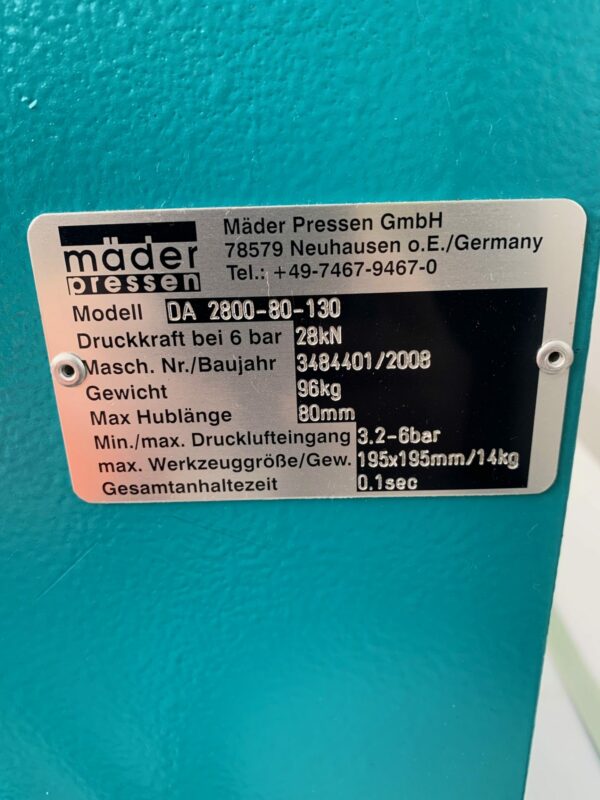 mäder
pressen
Mäder Pressen GmbH
78579 Neuhausen o.E./Germany
Tel.: +49-7467-9467-0
Modell DA 2800-80-130
Druckkraft bei 6 bar 28kN
Masch. Nr./Baujahr 3484401/2008
Gewicht 96kg
Max Hublänge 80mm
Min./max. Drucklufteingang 3.2-6bar
max. Werkzeuggröße/Gew. 195x195mm/14kg
Gesamtanhaltezeit 0.1sec